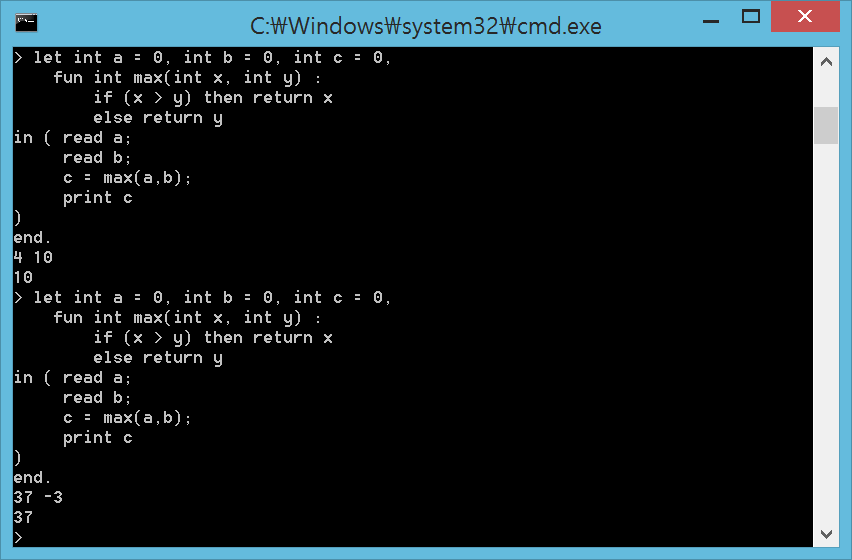 C:₩Windows₩system32₩cmd.exe
> let int a = 0, int b = 0, int c = 0,
    fun int max(int x, int y) :
        if (x > y) then return x
        else return y
in ( read a;
     read b;
     c = max(a,b);
     print c
)
end.
4 10
10
> let int a = 0, int b = 0, int c = 0,
    fun int max(int x, int y) :
        if (x > y) then return x
        else return y
in ( read a;
     read b;
     c = max(a,b);
     print c
)
end.
37 -3
37
>